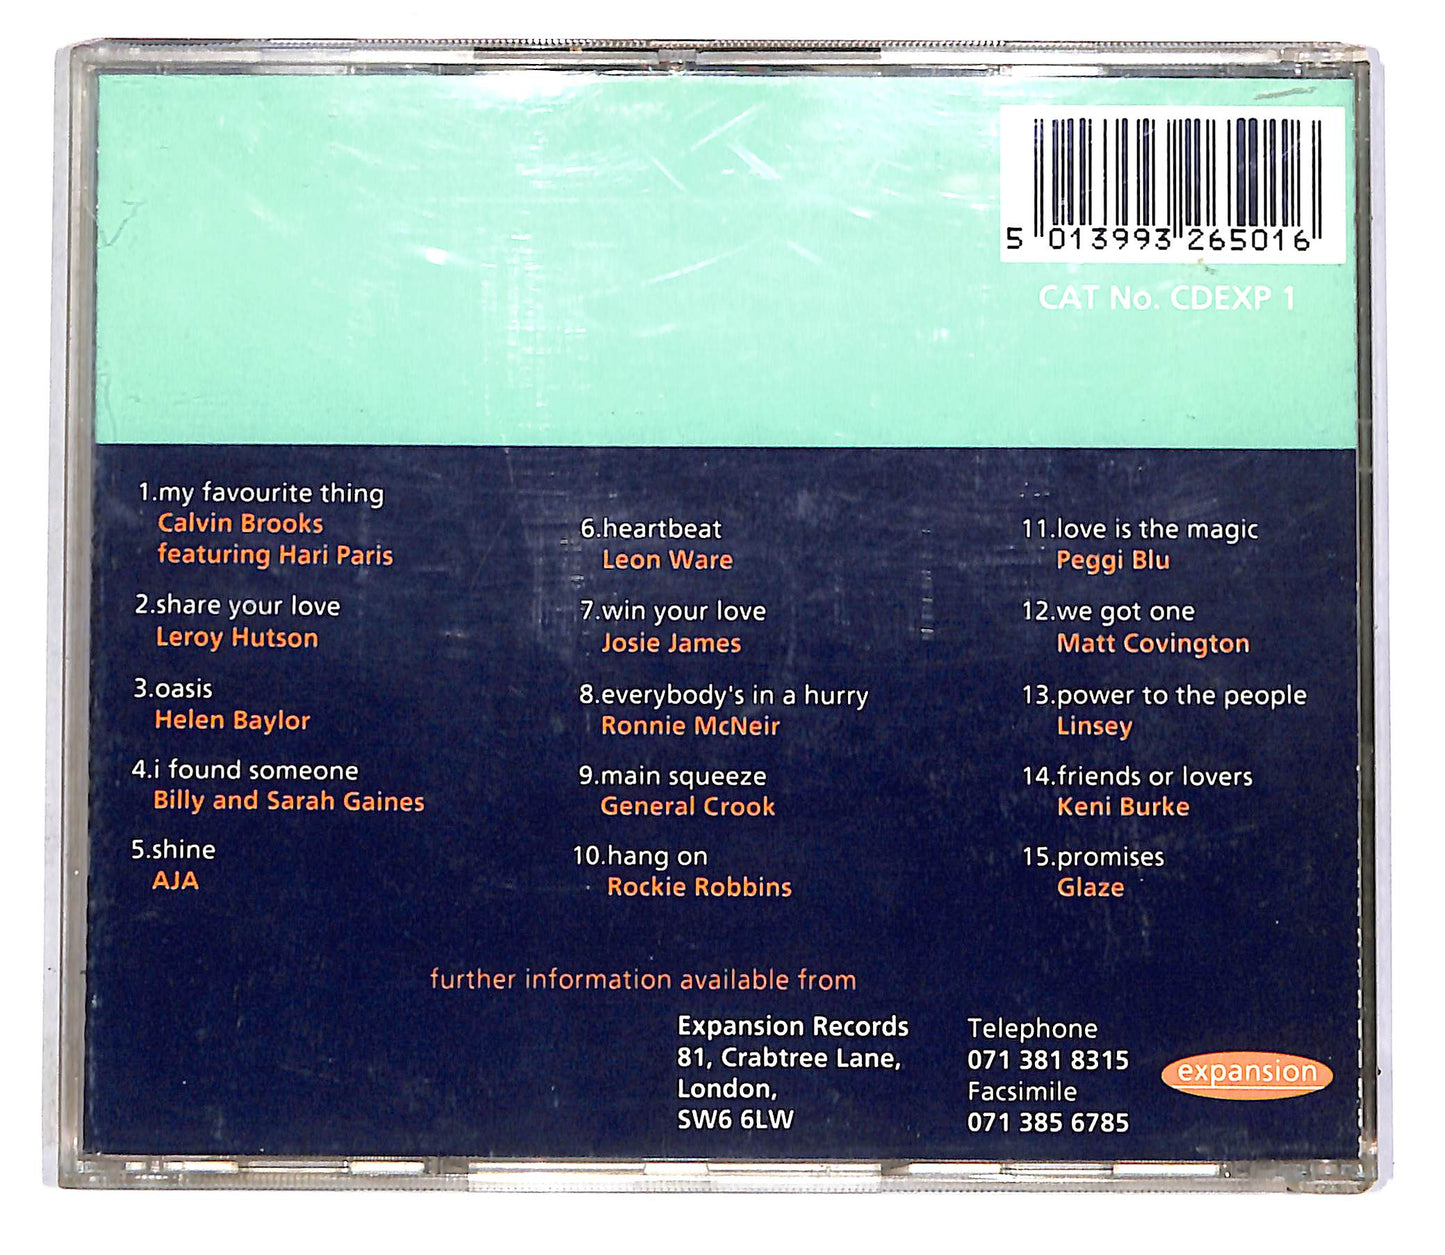 5 013993 265016
CAT No. CDEXP 1
1.my favourite thing
Calvin Brooks
featuring Hari Paris
2.share your love
Leroy Hutson
3.oasis
Helen Baylor
4.i found someone
Billy and Sarah Gaines
5.shine
AJA
6.heartbeat
Leon Ware
7.win your love
Josie James
8.everybody's in a hurry
Ronnie McNeir
9.main squeeze
General Crook
10.hang on
Rockie Robbins
11.love is the magic
Peggi Blu
12.we got one
Matt Covington
13.power to the people
Linsey
14.friends or lovers
Keni Burke
15.promises
Glaze
further information available from
Expansion Records
81, Crabtree Lane,
London,
SW6 6LW
Telephone
071 381 8315
Facsimile
071 385 6785
expansion